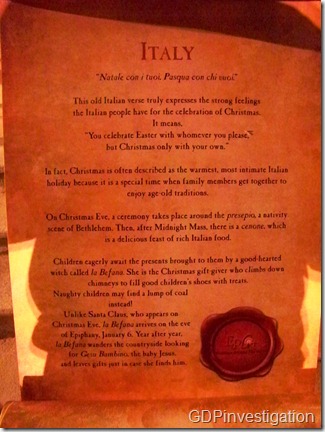 ITALY
"Natale con i tuoi. Pasqua con chi vuoi."
This old Italian verse truly expresses the strong feelings
the Italian people have for the celebration of Christmas.
It means,
"You celebrate Easter with whomever you please,
but Christmas only with your own."
In fact, Christmas is often described as the warmest, most intimate Italian
holiday because it is a special time when family members get together to
enjoy age-old traditions.
On Christmas Eve, a ceremony takes place around the presepio, a nativity
scene of Bethlehem. Then, after Midnight Mass, there is a cenone, which
is a delicious feast of rich Italian food.
Children eagerly await the presents brought to them by a good-hearted
witch called la Befana. She is the Christmas gift-giver who climbs down
chimneys to fill good children's shoes with treats.
Naughty children may find a lump of coal
instead!
Unlike Santa Claus, who appears on
Christmas Eve, la Befana arrives on the eve
of Epiphany, January 6. Year after year,
la Befana wanders the countryside looking
for Gesu Bambino, the baby Jesus,
and leaves gifts just in case she finds him.
GDPinvestigation